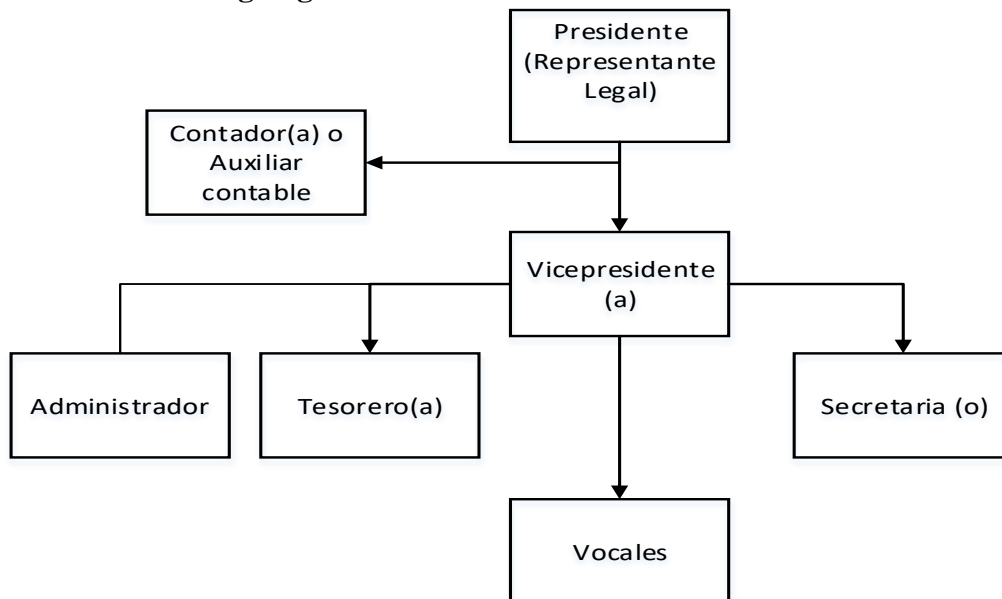 Presidente
(Representante
Legal)
Contador(a) o
Auxiliar
contable
Vicepresidente
(a)
Administrador
Tesorero(a)
Secretaria (o)
Vocales